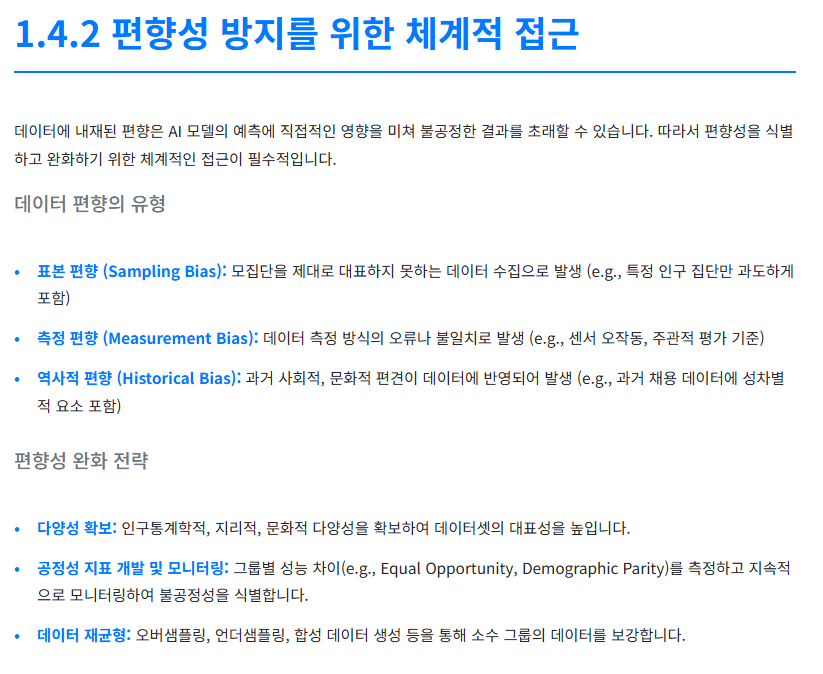 1.4.2 편향성 방지를 위한 체계적 접근
데이터에 내재된 편향은 AI 모델의 예측에 직접적인 영향을 미쳐 불공정한 결과를 초래할 수 있습니다. 따라서 편향성을 식별
하고 완화하기 위한 체계적인 접근이 필수적입니다.
데이터 편향의 유형
• 표본 편향 (Sampling Bias): 모집단을 제대로 대표하지 못하는 데이터 수집으로 발생 (e.g., 특정 인구 집단만 과도하게
포함)
• 측정 편향 (Measurement Bias): 데이터 측정 방식의 오류나 불일치로 발생 (e.g., 센서 오작동, 주관적 평가 기준)
• 역사적 편향 (Historical Bias): 과거 사회적, 문화적 편견이 데이터에 반영되어 발생 (e.g., 과거 채용 데이터에 성차별
적 요소 포함)
편향성 완화 전략
• 다양성 확보: 인구통계학적, 지리적, 문화적 다양성을 확보하여 데이터셋의 대표성을 높입니다.
• 공정성 지표 개발 및 모니터링: 그룹별 성능 차이(e.g., Equal Opportunity, Demographic Parity)를 측정하고 지속적
으로 모니터링하여 불공정성을 식별합니다.
• 데이터 재균형: 오버샘플링, 언더샘플링, 합성 데이터 생성 등을 통해 소수 그룹의 데이터를 보강합니다.